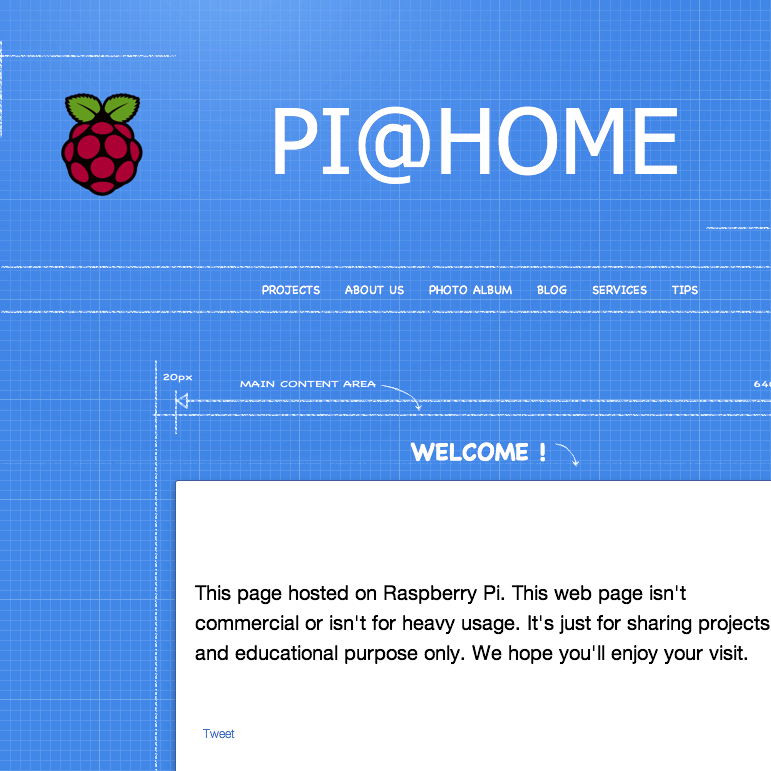 PI@HOME
PROJECTS ABOUT US PHOTO ALBUM BLOG SERVICES TIPS
20px
MAIN CONTENT AREA
WELCOME !
This page hosted on Raspberry Pi. This web page isn't
commercial or isn't for heavy usage. It's just for sharing projects
and educational purpose only. We hope you'll enjoy your visit.
Tweet